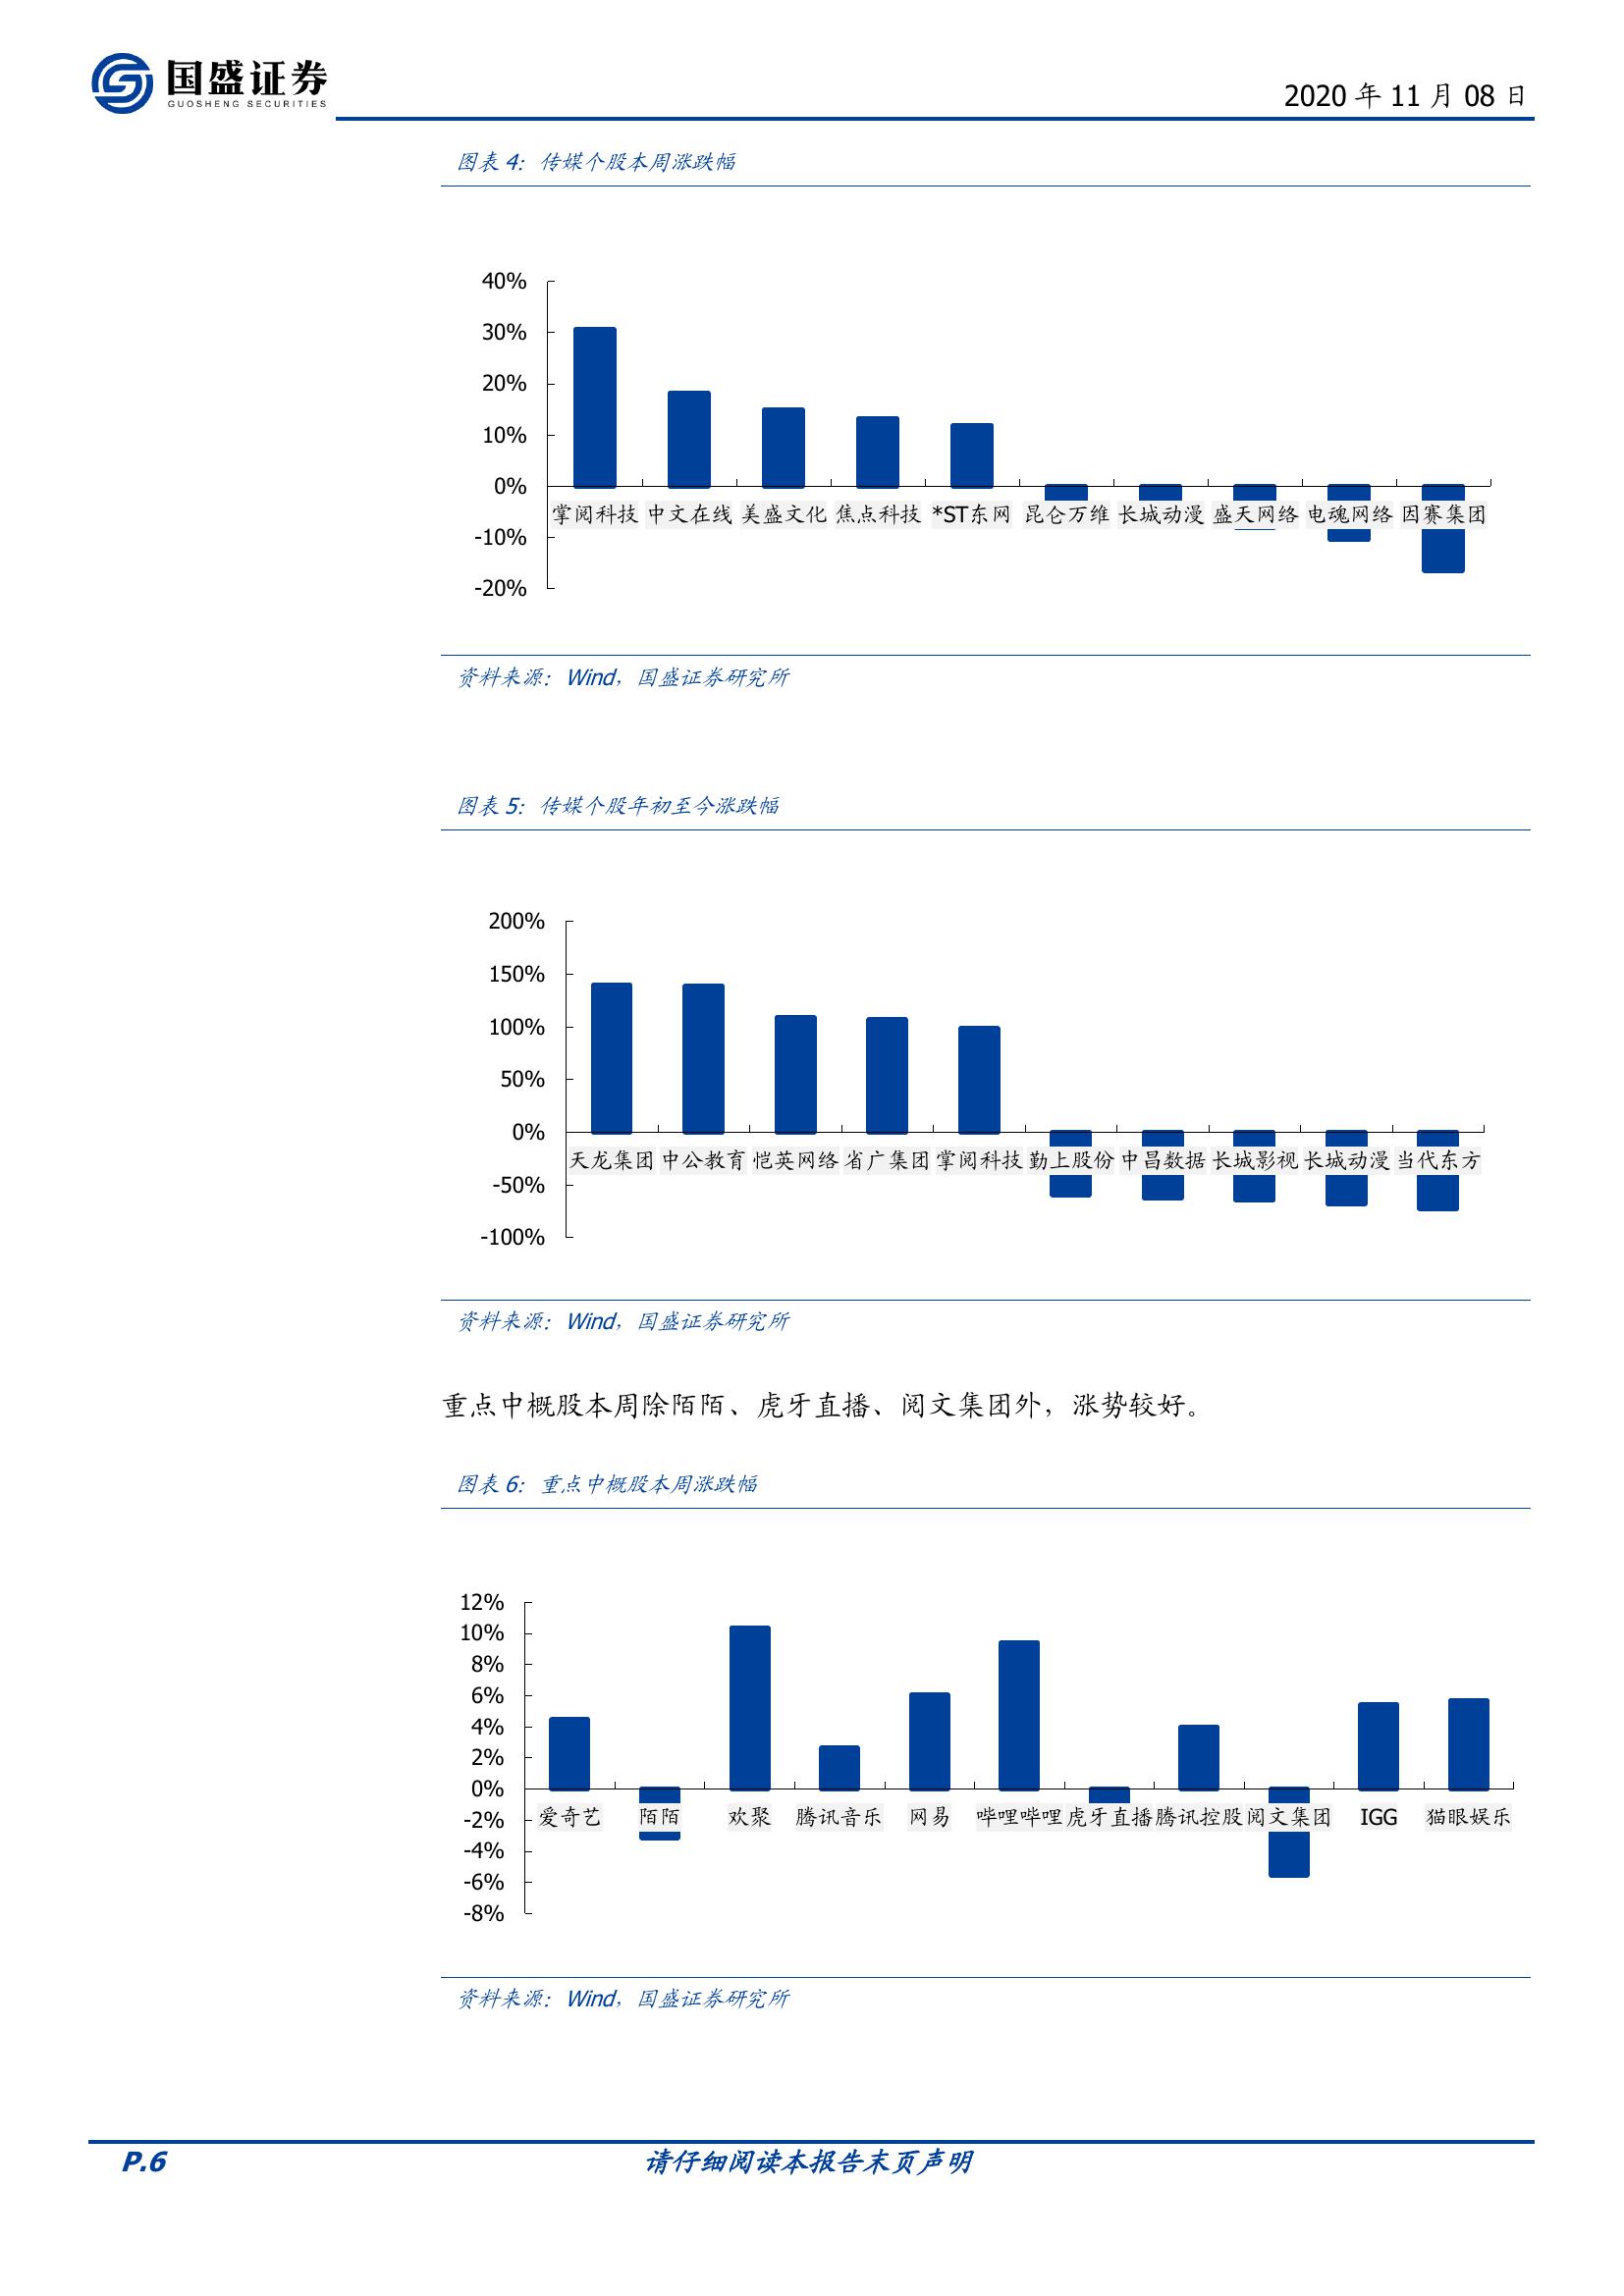 国盛证券
GUOSHENG SECURITIES
2020 年 11 月 08 日
图表 4：传媒个股本周涨跌幅
40%
30%
20%
10%
0%
掌阅科技 中文在线 美盛文化 焦点科技 *ST东网 昆仑万维 长城动漫 盛天网络 电魂网络 因赛集团
-10%
-20%
资料来源：Wind，国盛证券研究所
图表 5：传媒个股年初至今涨跌幅
200%
150%
100%
50%
0%
天龙集团 中公教育 恺英网络 省广集团 掌阅科技 勤上股份 中昌数据 长城影视 长城动漫 当代东方
-50%
-100%
资料来源：Wind，国盛证券研究所
重点中概股本周除陌陌、虎牙直播、阅文集团外，涨势较好。
图表 6：重点中概股本周涨跌幅
12%
10%
8%
6%
4%
2%
0%
-2%
爱奇艺 陌陌 欢聚 腾讯音乐 网易 哔哩哔哩 虎牙直播 腾讯控股 阅文集团 IGG 猫眼娱乐
-4%
-6%
-8%
资料来源：Wind，国盛证券研究所
P.6 请仔细阅读本报告末页声明